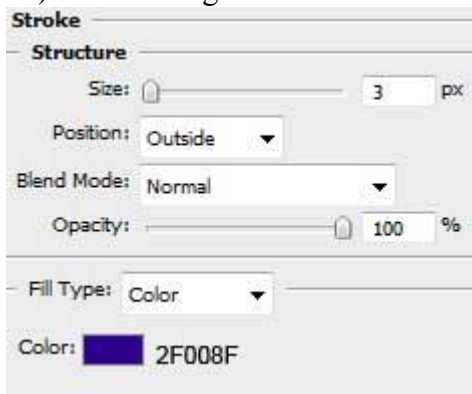 Stroke
Structure
Size: 3 px
Position: Outside
Blend Mode: Normal
Opacity: 100 %
Fill Type: Color
Color: 2F008F